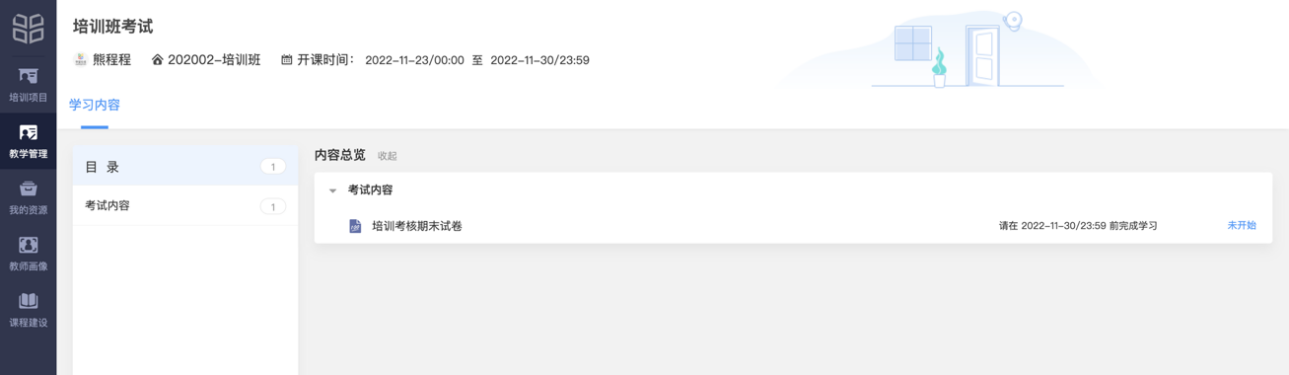 培训班考试
熊程程 202002-培训班 开课时间： 2022-11-23/00:00 至 2022-11-30/23:59
学习内容
培训项目
教学管理
我的资源
教师画像
课程建设
目 录 1
考试内容 1
内容总览 收起
考试内容
培训考核期末试卷 请在 2022-11-30/23:59 前完成学习 未开始